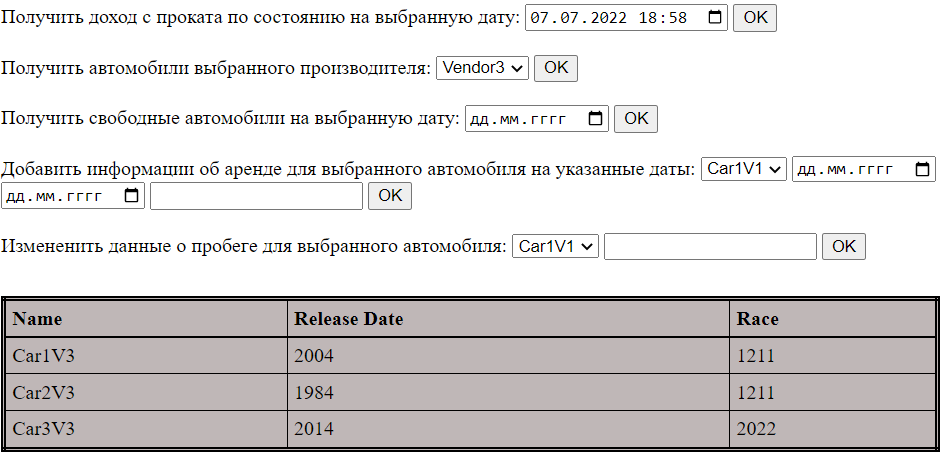 Получить доход с проката по состоянию на выбранную дату: 07.07.2022 18:58 OK
Получить автомобили выбранного производителя: Vendor3 OK
Получить свободные автомобили на выбранную дату: дд.мм.гггг OK
Добавить информации об аренде для выбранного автомобиля на указанные даты: Car1V1 дд.мм.гггг
дд.мм.гггг OK
Измененить данные о пробеге для выбранного автомобиля: Car1V1 OK
Name Release Date Race
Car1V3 2004 1211
Car2V3 1984 1211
Car3V3 2014 2022